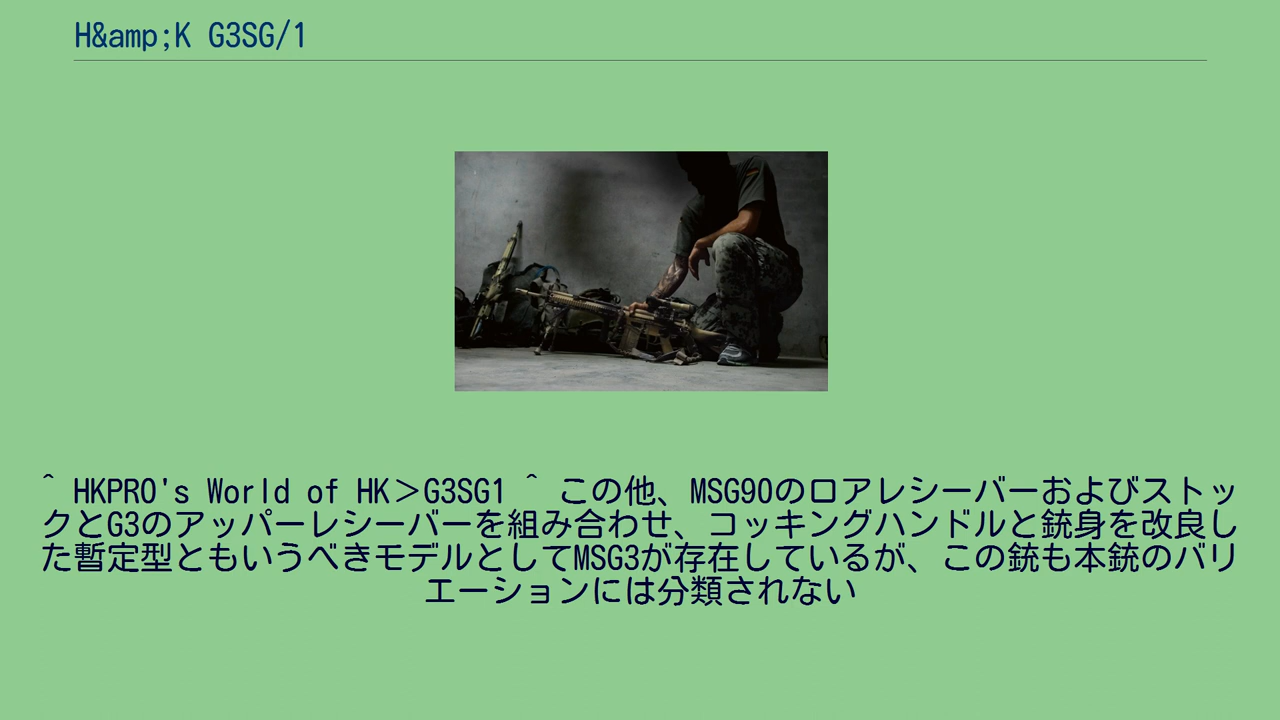 H&amp;K G3SG/1
^ HKPRO's World of HK＞G3SG1 ^ この他、MSG90のロアレシーバーおよびストッ
クとG3のアッパーレシーバーを組み合わせ、コッキングハンドルと銃身を改良し
た暫定型ともいうべきモデルとしてMSG3が存在しているが、この銃も本銃のバリ
エーションには分類されない